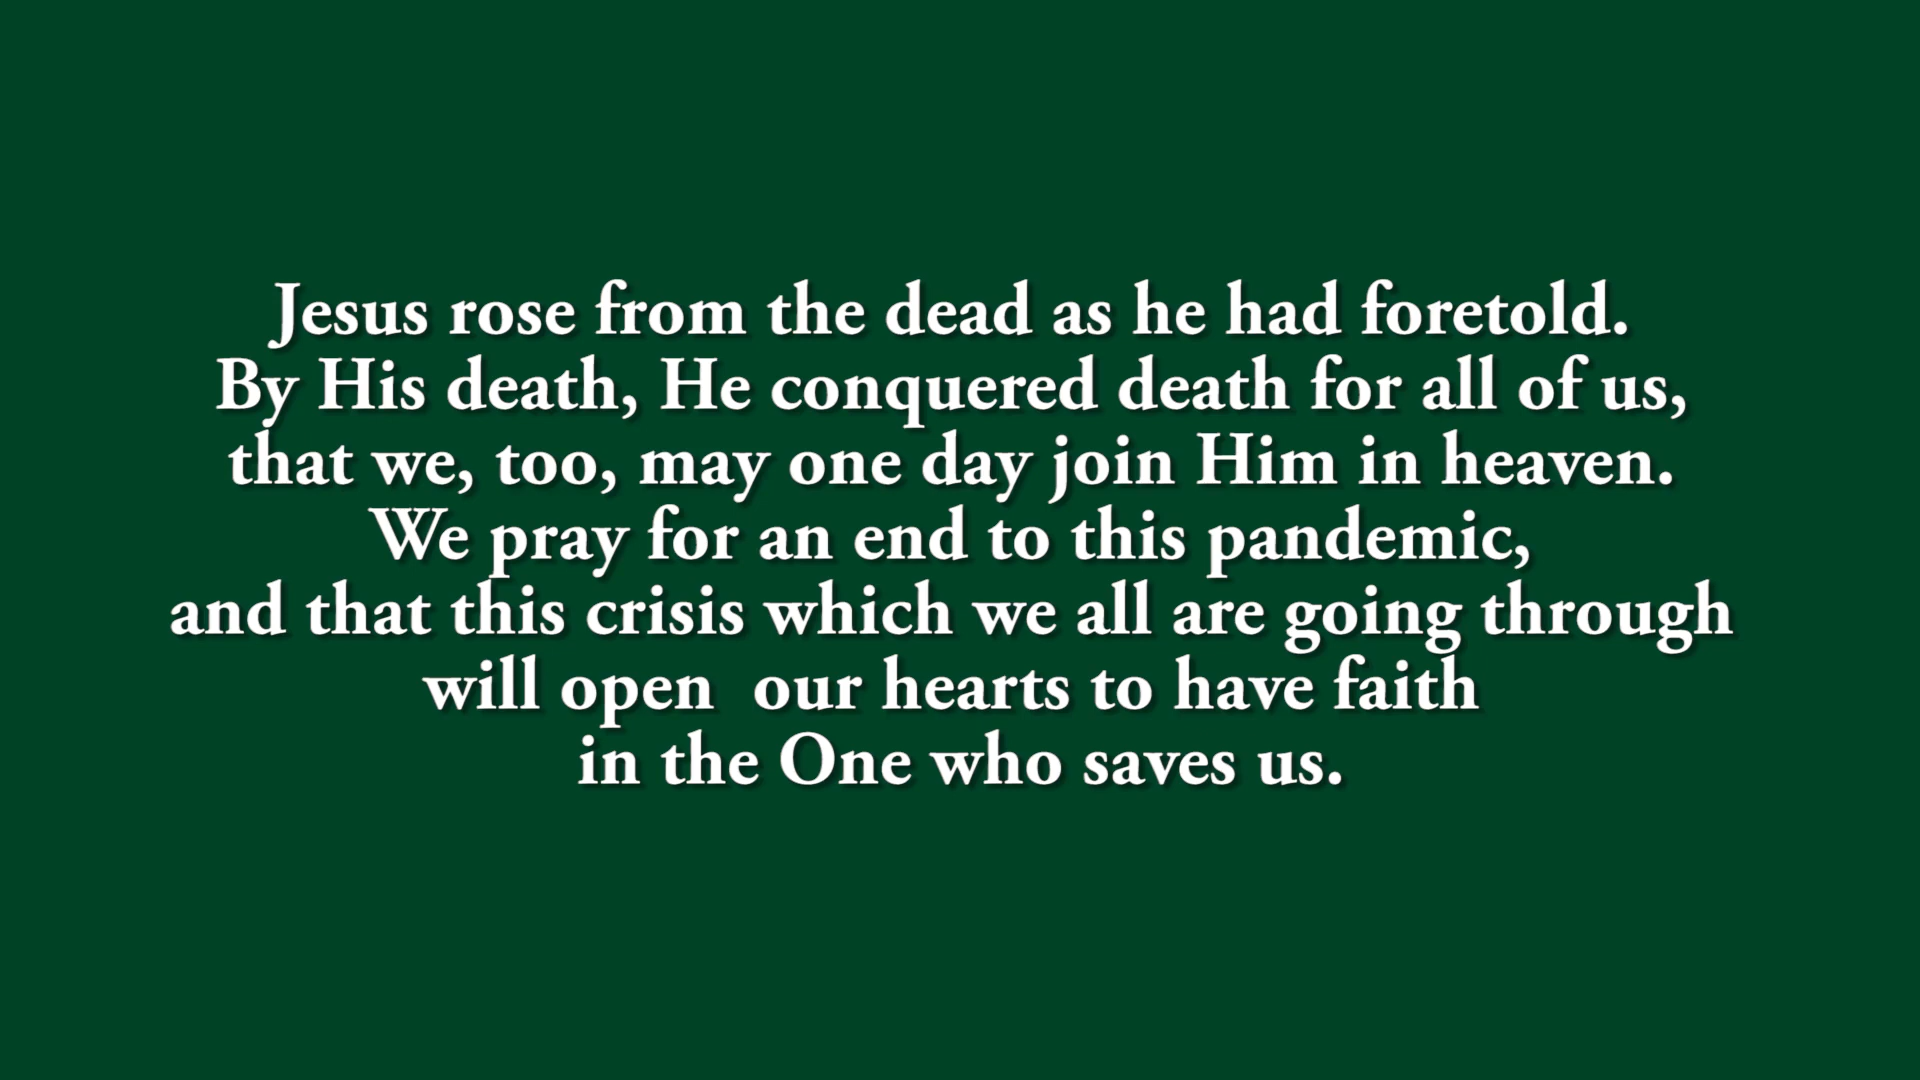 Jesus rose from the dead as he had foretold.
By His death, He conquered death for all of us,
that we, too, may one day join Him in heaven.
We pray for an end to this pandemic,
and that this crisis which we all are going through
will open  our hearts to have faith
in the One who saves us.